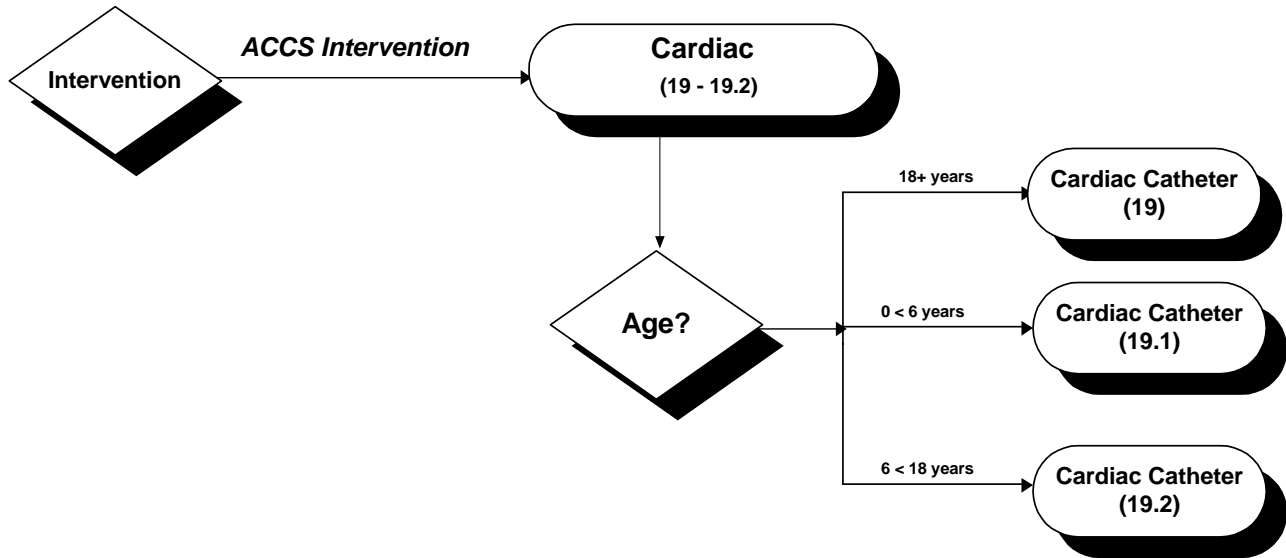 Intervention
ACCS Intervention
Cardiac
(19 - 19.2)
Age?
18+ years
Cardiac Catheter
(19)
0 < 6 years
Cardiac Catheter
(19.1)
6 < 18 years
Cardiac Catheter
(19.2)